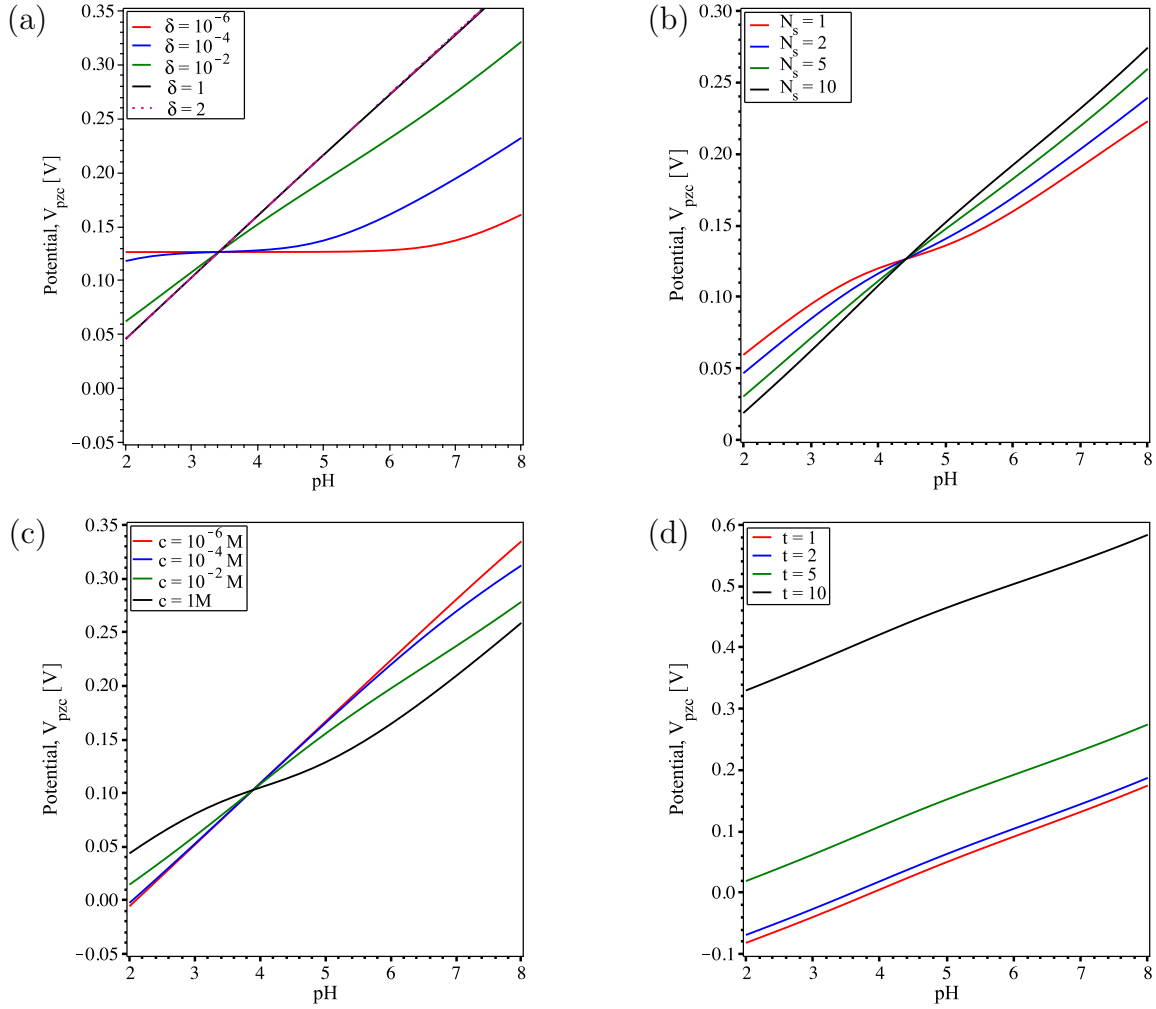 (a)
δ = 10⁻⁶
δ = 10⁻⁴
δ = 10⁻²
δ = 1
δ = 2
0.35
0.30
0.25
0.20
0.15
0.10
0.05
0.00
−0.05
Potential, V_pzc [V]
2 3 4 5 6 7 8
pH
(b)
N_s = 1
N_s = 2
N_s = 5
N_s = 10
0.30
0.25
0.20
0.15
0.10
0.05
0
Potential, V_pzc [V]
2 3 4 5 6 7 8
pH
(c)
c = 10⁻⁶ M
c = 10⁻⁴ M
c = 10⁻² M
c = 1M
0.35
0.30
0.25
0.20
0.15
0.10
0.05
0.00
−0.05
Potential, V_pzc [V]
2 3 4 5 6 7 8
pH
(d)
t = 1
t = 2
t = 5
t = 10
0.6
0.5
0.4
0.3
0.2
0.1
0.0
−0.1
Potential, V_pzc [V]
2 3 4 5 6 7 8
pH